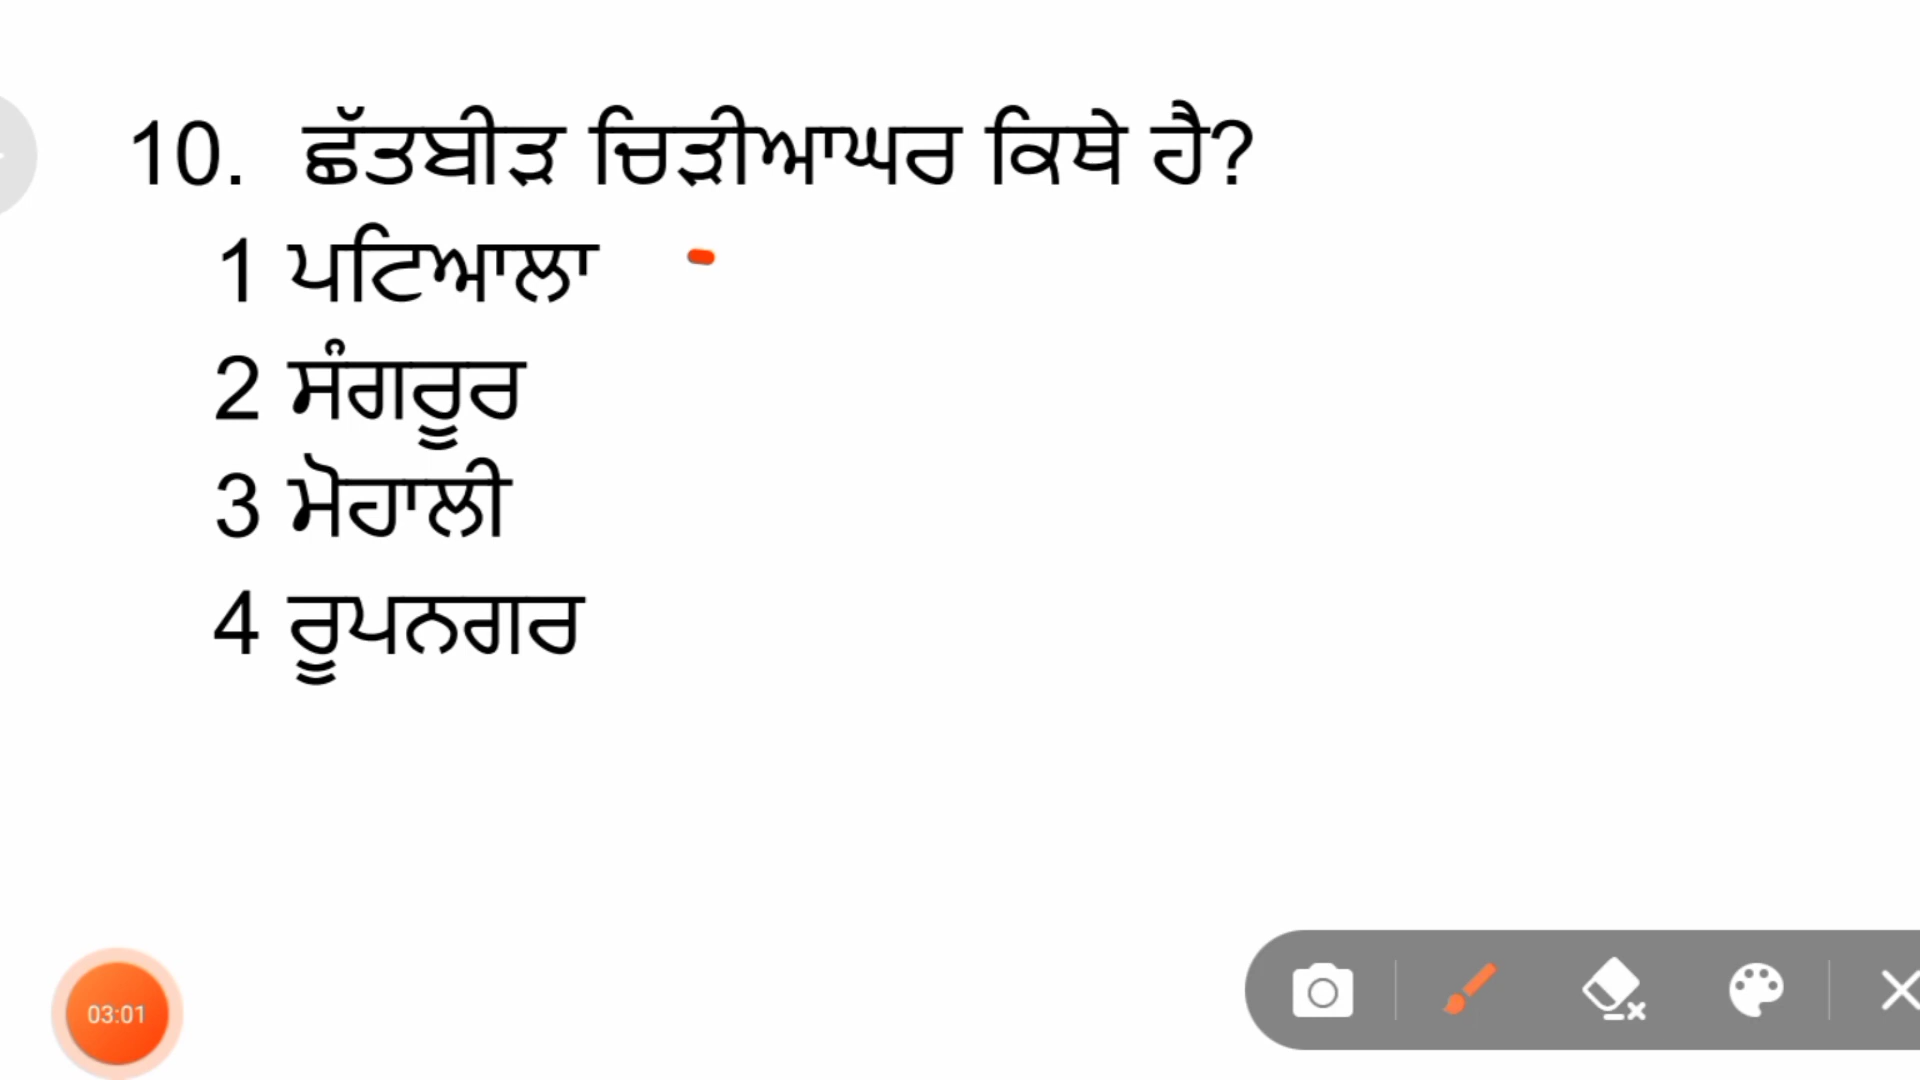 10. ਛੱਤਬੀੜ ਚਿੜੀਆਘਰ ਕਿਥੇ ਹੈ?
1 ਪਟਿਆਲਾ
2 ਸੰਗਰੂਰ
3 ਮੋਹਾਲੀ
4 ਰੂਪਨਗਰ
03:01